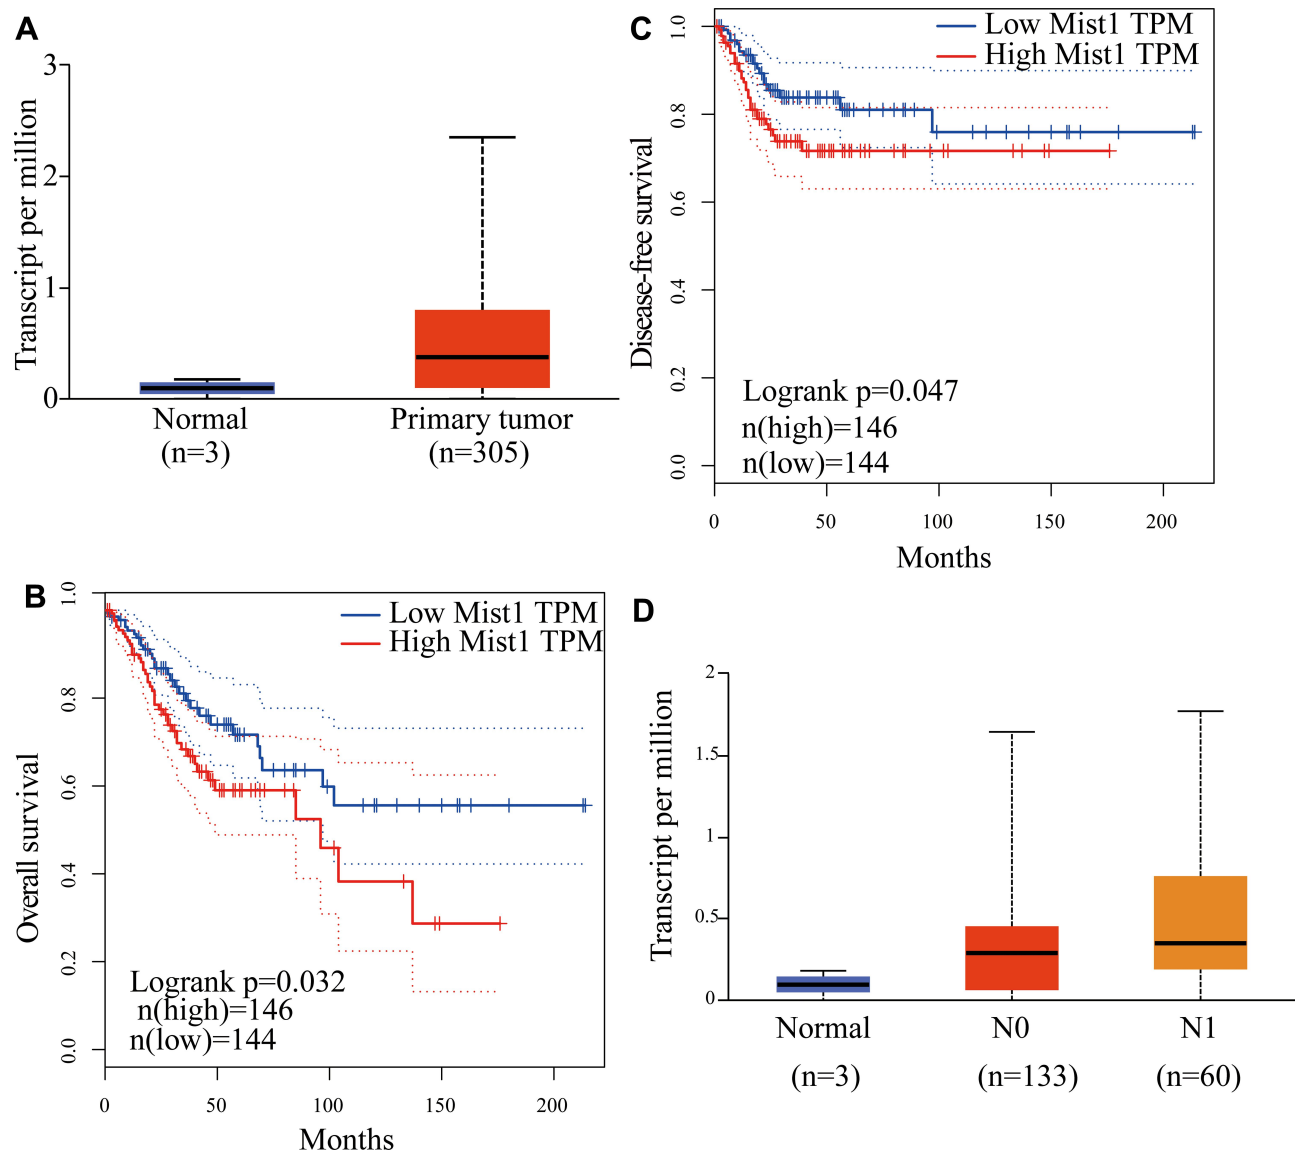 A
3
2
1
0
Transcript per million
Normal
(n=3)
Primary tumor
(n=305)
C
Low Mist1 TPM
High Mist1 TPM
1.0
0.8
0.6
0.4
0.2
0.0
Disease-free survival
Logrank p=0.047
n(high)=146
n(low)=144
0
50
100
150
200
Months
B
Low Mist1 TPM
High Mist1 TPM
1.0
0.8
0.6
0.4
0.2
0.0
Overall survival
Logrank p=0.032
n(high)=146
n(low)=144
0
50
100
150
200
Months
D
2
1.5
1
0.5
0
Transcript per million
Normal
(n=3)
N0
(n=133)
N1
(n=60)